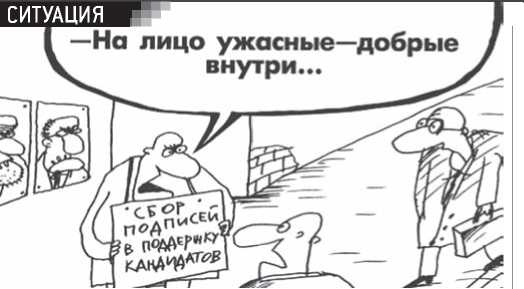 СИТУАЦИЯ
—На лицо ужасные—добрые
внутри...
СБОР
ПОДПИСЕЙ
В ПОДДЕРЖКУ
КАНДИДАТОВ